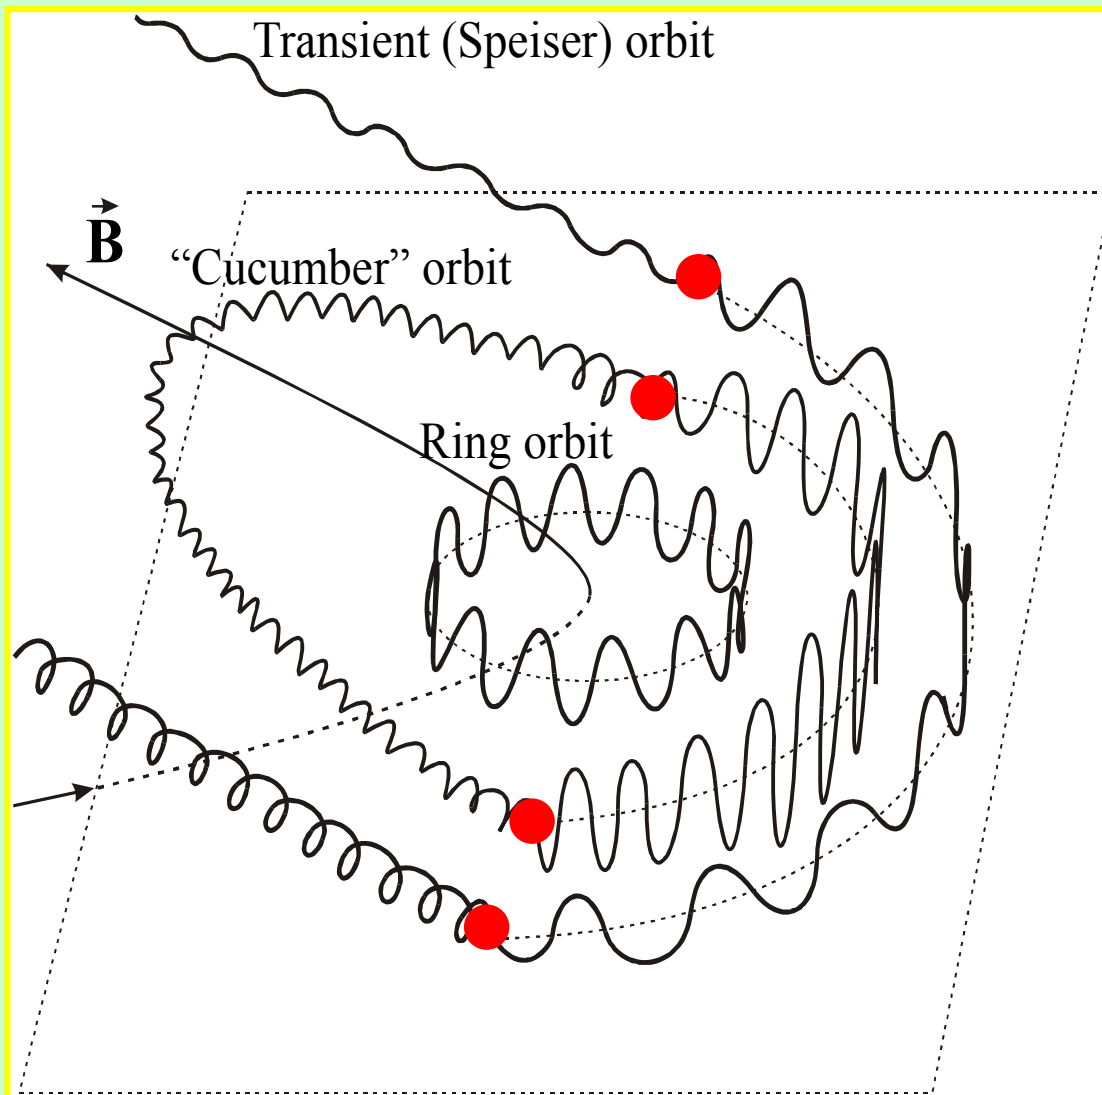 Transient (Speiser) orbit
B⃗
“Cucumber” orbit
Ring orbit